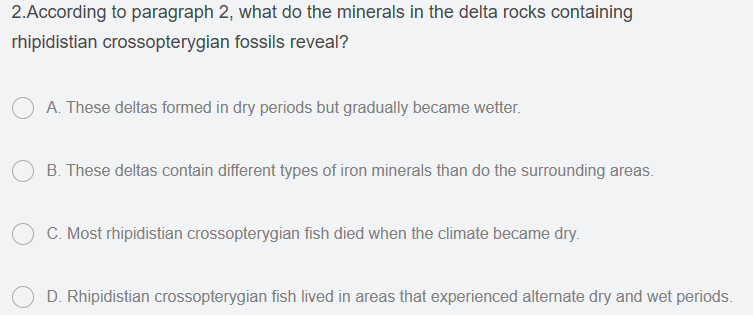 2.According to paragraph 2, what do the minerals in the delta rocks containing
rhipidistian crossopterygian fossils reveal?
A. These deltas formed in dry periods but gradually became wetter.
B. These deltas contain different types of iron minerals than do the surrounding areas.
C. Most rhipidistian crossopterygian fish died when the climate became dry.
D. Rhipidistian crossopterygian fish lived in areas that experienced alternate dry and wet periods.